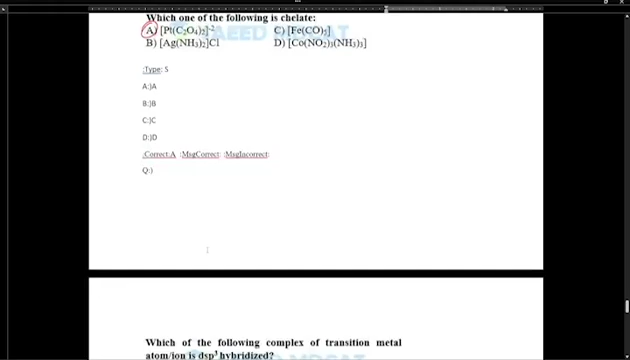 Which one of the following is chelate:
A) [Pt(C₂O₄)₂]⁻² C) [Fe(CO)₅]
B) [Ag(NH₃)₂]Cl D) [Co(NO₂)₃(NH₃)₃]
:Type: S
A:)A
B:)B
C:)C
D:)D
:Correct:A :MsgCorrect: :MsgIncorrect:
Q:)
Which of the following complex of transition metal
atom/ion is dsp³ hybridized?